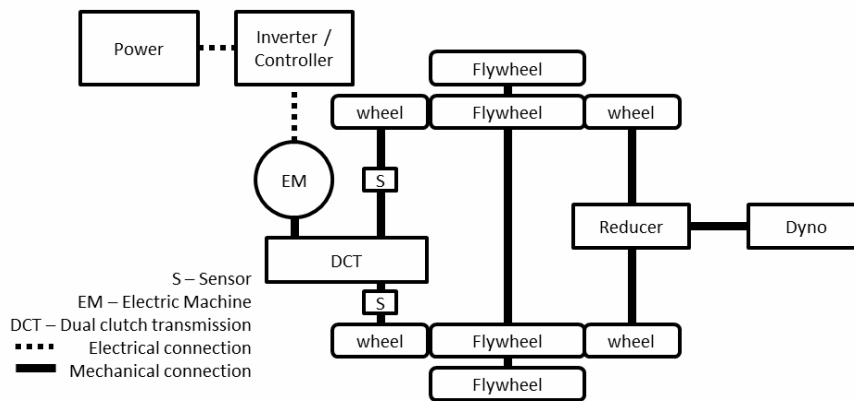 Power
Inverter /
Controller
Flywheel
wheel
Flywheel
wheel
EM
S
Reducer
Dyno
DCT
S – Sensor
S
EM – Electric Machine
DCT – Dual clutch transmission
Electrical connection
Mechanical connection
wheel
Flywheel
wheel
Flywheel